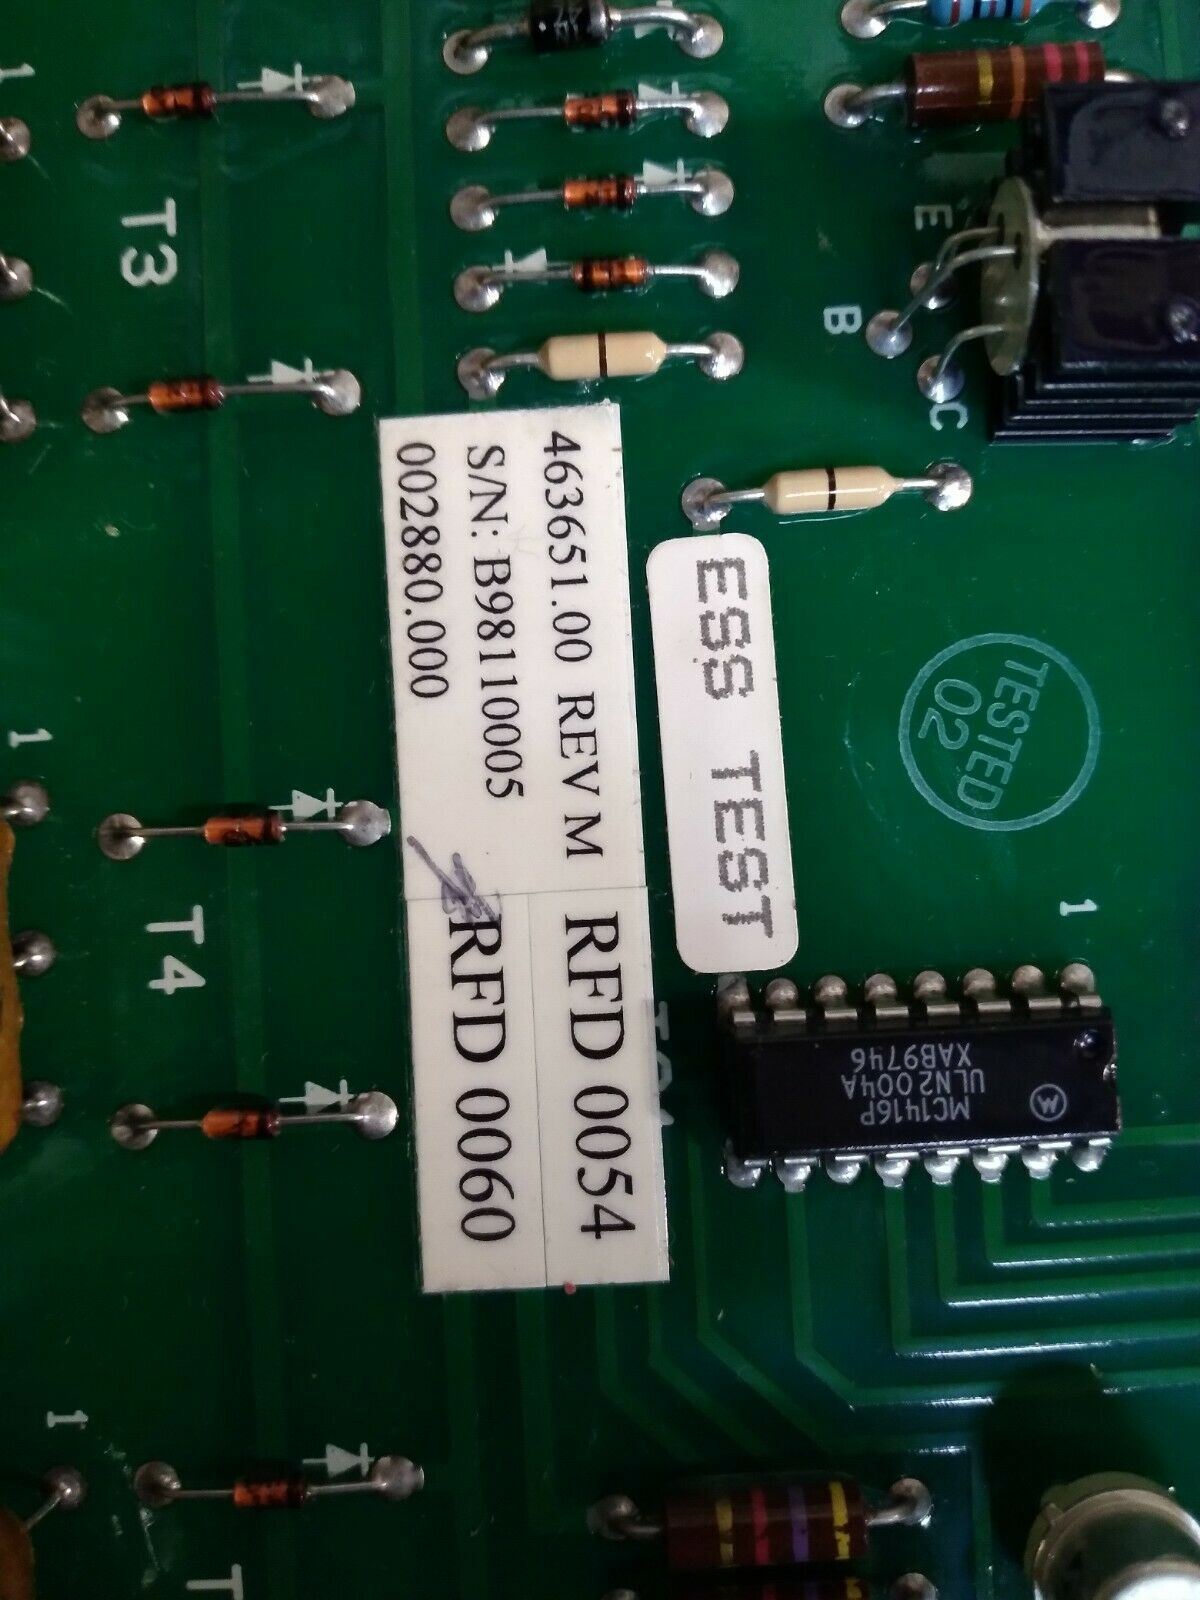 463651.00 REV M
S/N: B98110005
002880.000
RFD 0054
RFD 0060
ESS TEST
TESTED
02
MC1416P
ULN2004A
XAB9746
T3
T4
T
E
B
C
1
1
1
1